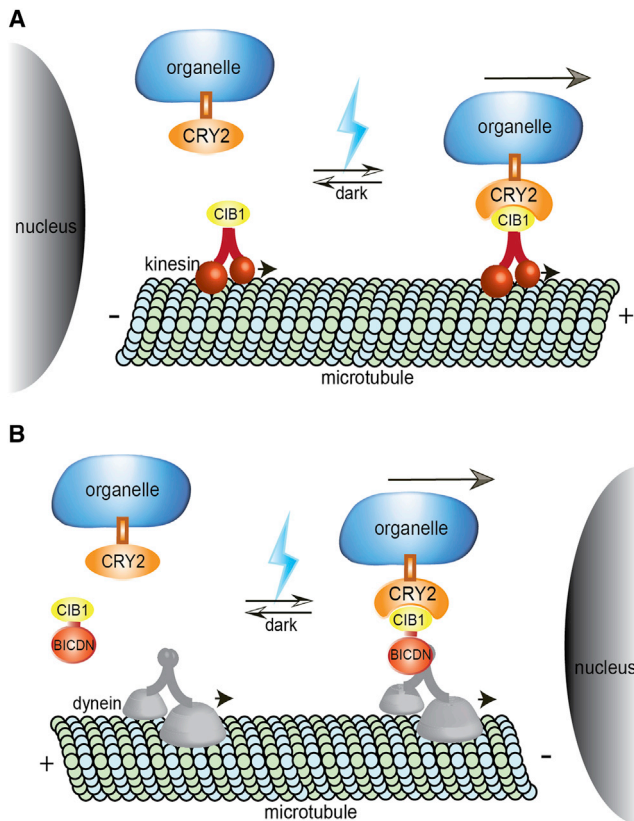 A
organelle
CRY2
organelle
dark
CRY2
CIB1
CIB1
nucleus
kinesin
-
+
microtubule
B
organelle
organelle
CRY2
CRY2
CIB1
dark
CIB1
BICDN
BICDN
nucleus
dynein
+
-
microtubule